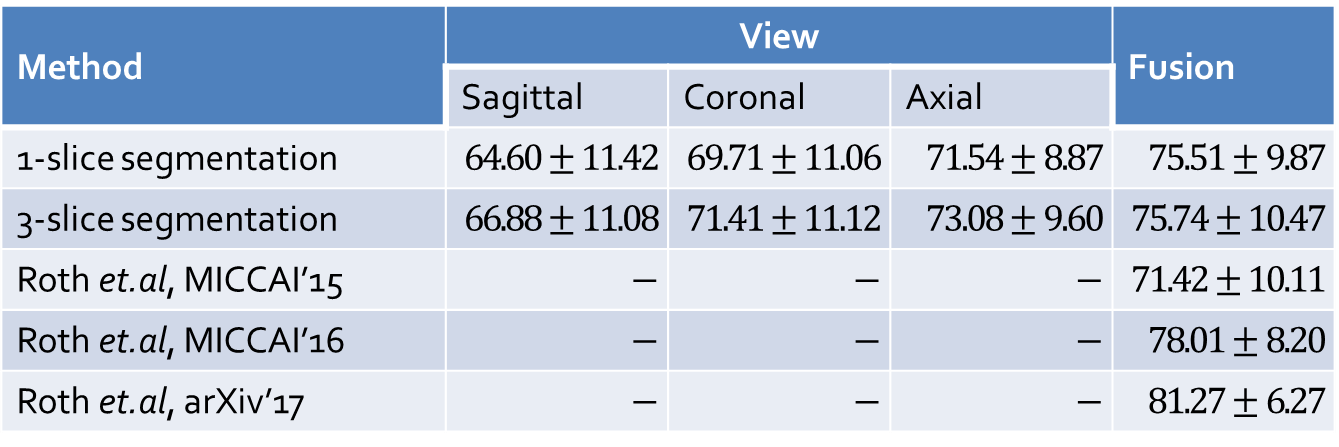 Method View Fusion
Sagittal Coronal Axial
1-slice segmentation 64.60 ± 11.42 69.71 ± 11.06 71.54 ± 8.87 75.51 ± 9.87
3-slice segmentation 66.88 ± 11.08 71.41 ± 11.12 73.08 ± 9.60 75.74 ± 10.47
Roth et.al, MICCAI'15 – – – 71.42 ± 10.11
Roth et.al, MICCAI'16 – – – 78.01 ± 8.20
Roth et.al, arXiv'17 – – – 81.27 ± 6.27